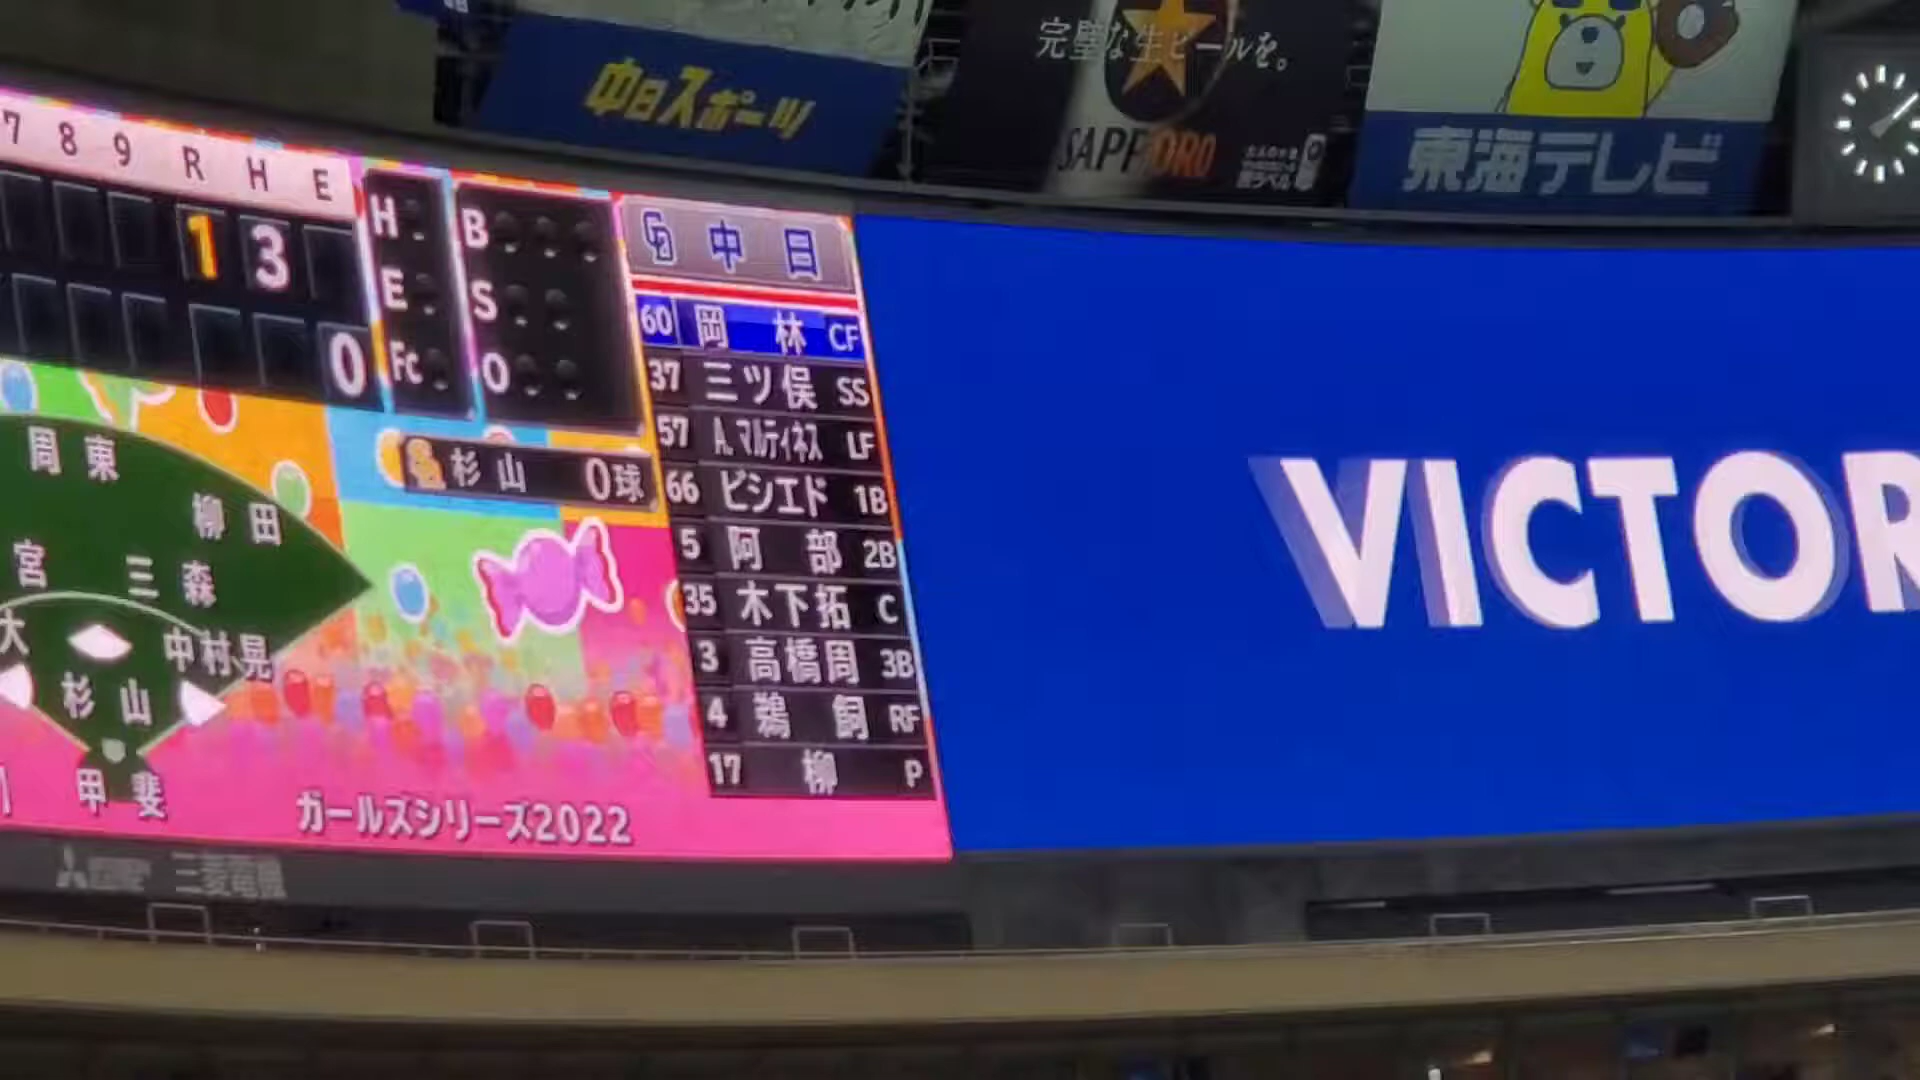 中日スポーツ
完璧な生ビールを。
SAPPORO
東海テレビ
7 8 9 R H E
1 3
0
H
E
Fc
B
S
O
中日
60 岡林 CF
37 三ツ俣 SS
57 A.マルティネス LF
66 ビシエド 1B
5 阿部 2B
35 木下拓 C
3 高橋周 3B
4 鵜飼 RF
17 柳 P
杉山 0球
周東
柳田
宮
三森
大
中村晃
杉山
甲斐
ガールズシリーズ2022
三菱電機
VICTOR